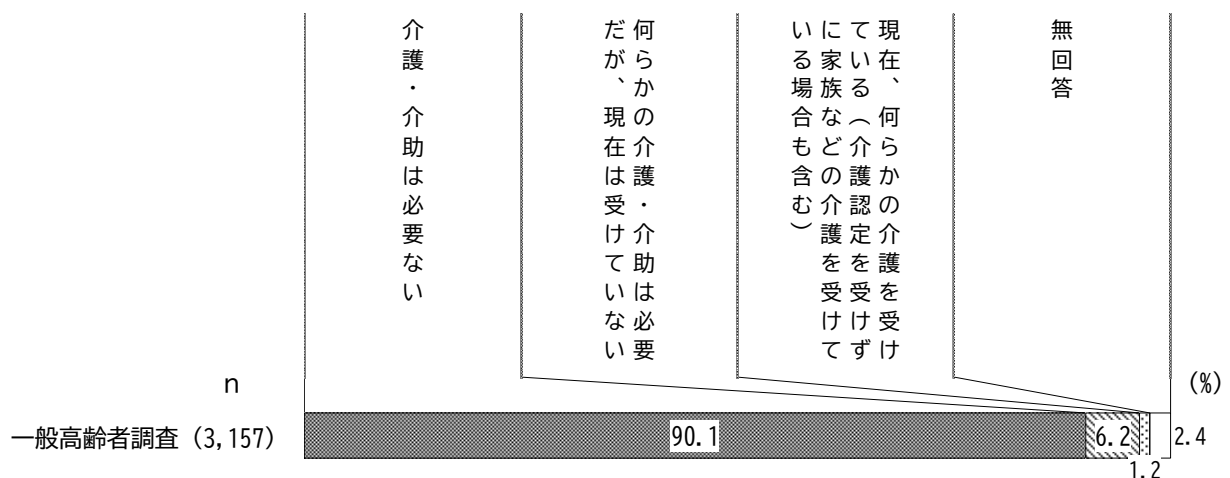 介護・介助は必要ない
何らかの介護・介助は必要
だが、現在は受けていない
現在、何らかの介護を受け
ている（介護認定を受けず
に家族などの介護を受けて
いる場合も含む）
無回答
n
(%)
一般高齢者調査 (3,157)
90.1
6.2
1.2
2.4